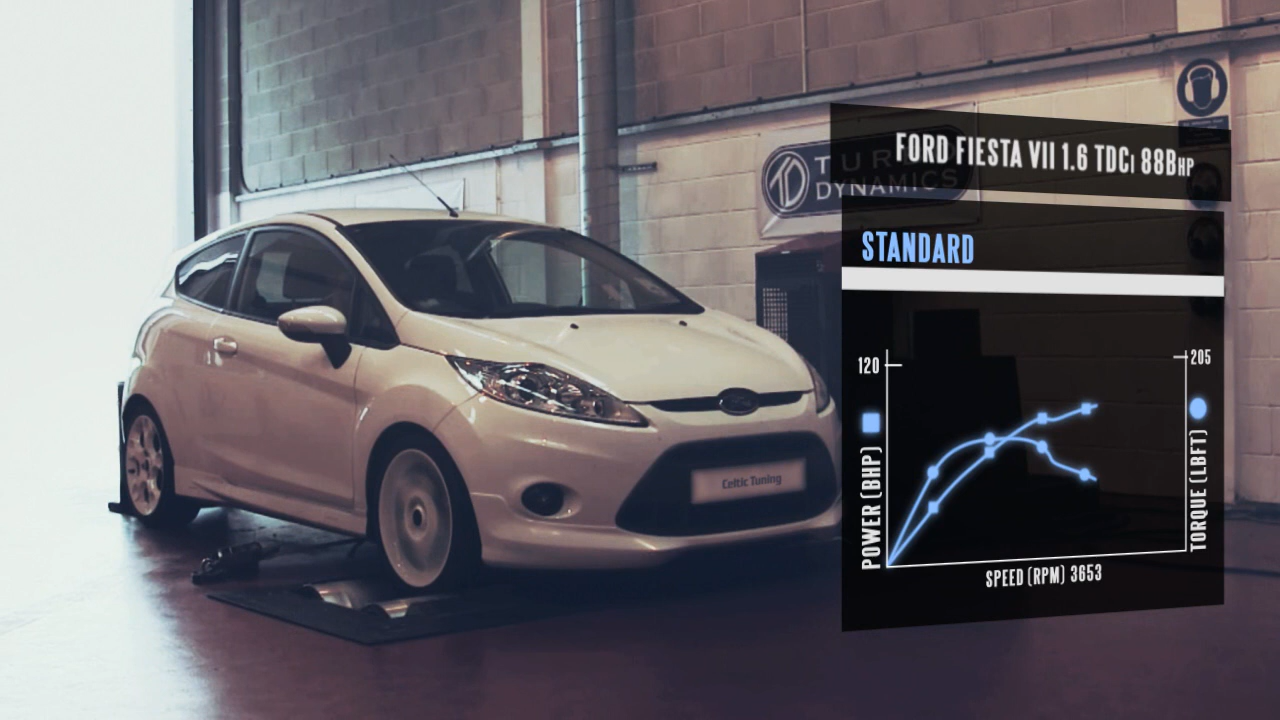 FORD FIESTA VII 1.6 TDCi 88BHP
TUR
DYNAMICS
STANDARD
120
205
POWER (BHP)
TORQUE (LBFT)
SPEED (RPM) 3653
Celtic Tuning